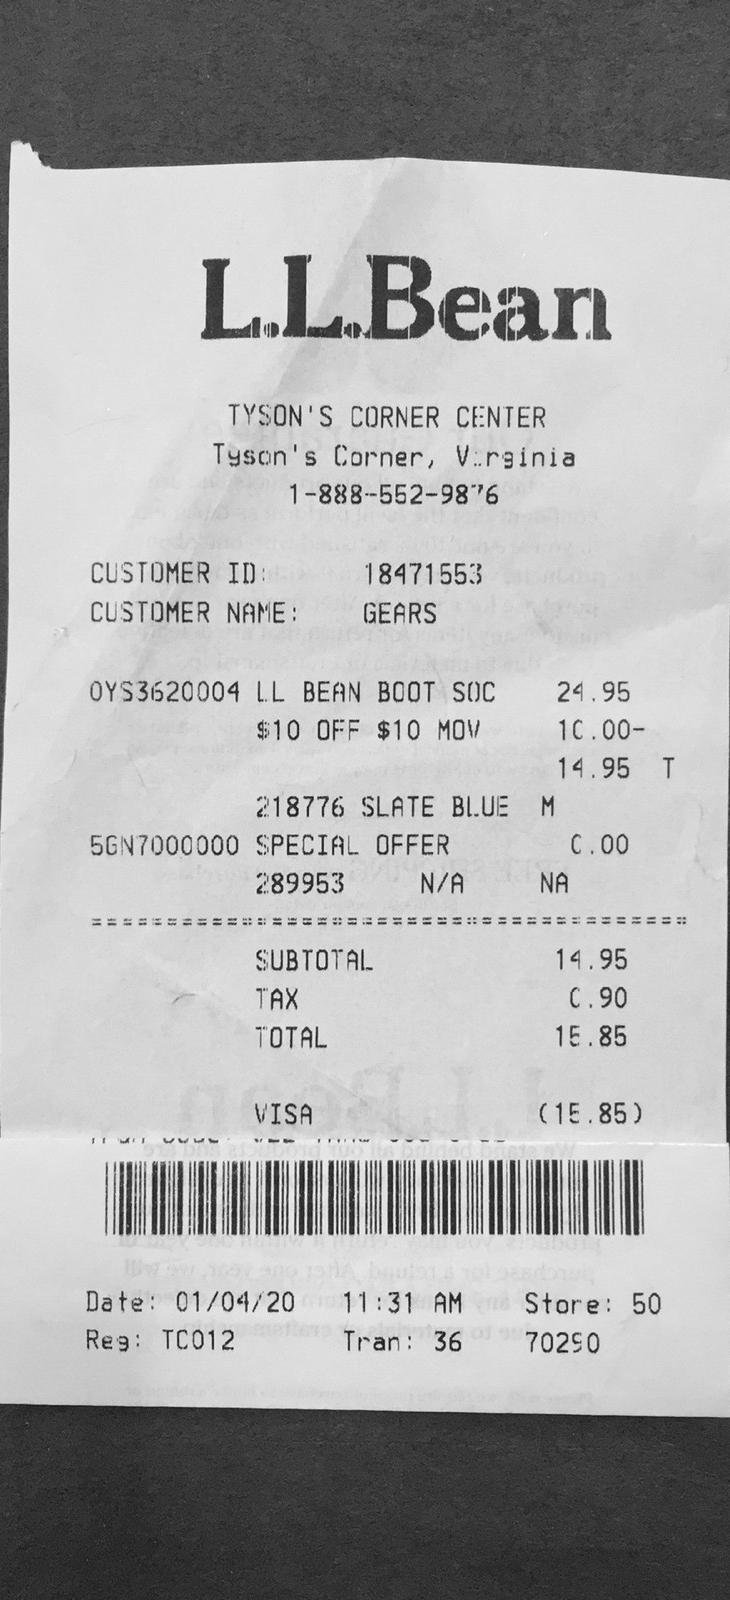 L.L.Bean
TYSON'S CORNER CENTER
Tyson's Corner, Virginia
1-888-552-9876
CUSTOMER ID: 18471553
CUSTOMER NAME: GEARS
0YS3620004 LL BEAN BOOT SOC 24.95
$10 OFF $10 MOV 10.00-
14.95 T
218776 SLATE BLUE M
5GN7000000 SPECIAL OFFER 0.00
289953 N/A NA
SUBTOTAL 14.95
TAX 0.90
TOTAL 15.85
VISA (15.85)
Date: 01/04/20 11:31 AM Store: 50
Reg: TC012 Tran: 36 70290